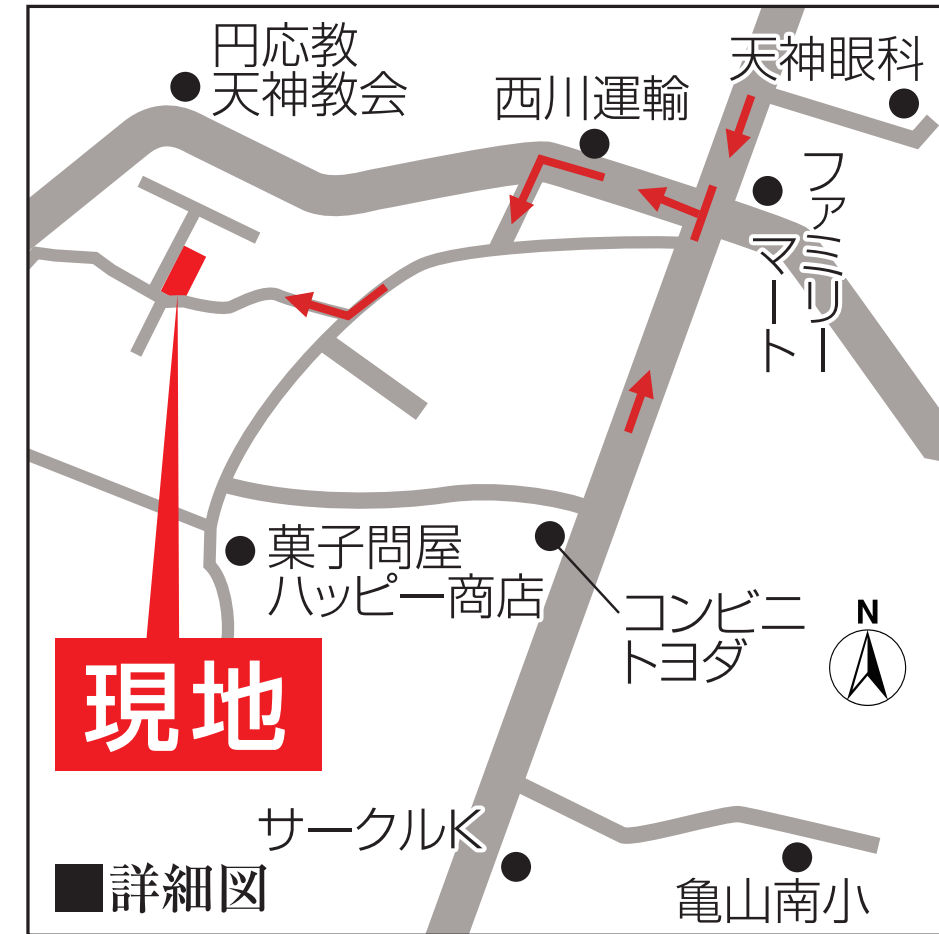 円応教
天神教会
西川運輸
天神眼科
ファミリー
マート
菓子問屋
ハッピー商店
コンビニ
トヨダ
N
現地
サークルK
亀山南小
■詳細図